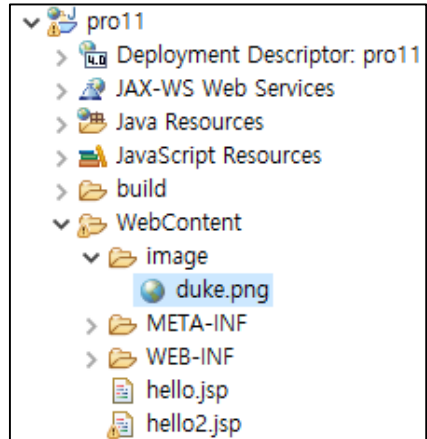 pro11
Deployment Descriptor: pro11
JAX-WS Web Services
Java Resources
JavaScript Resources
build
WebContent
image
duke.png
META-INF
WEB-INF
hello.jsp
hello2.jsp